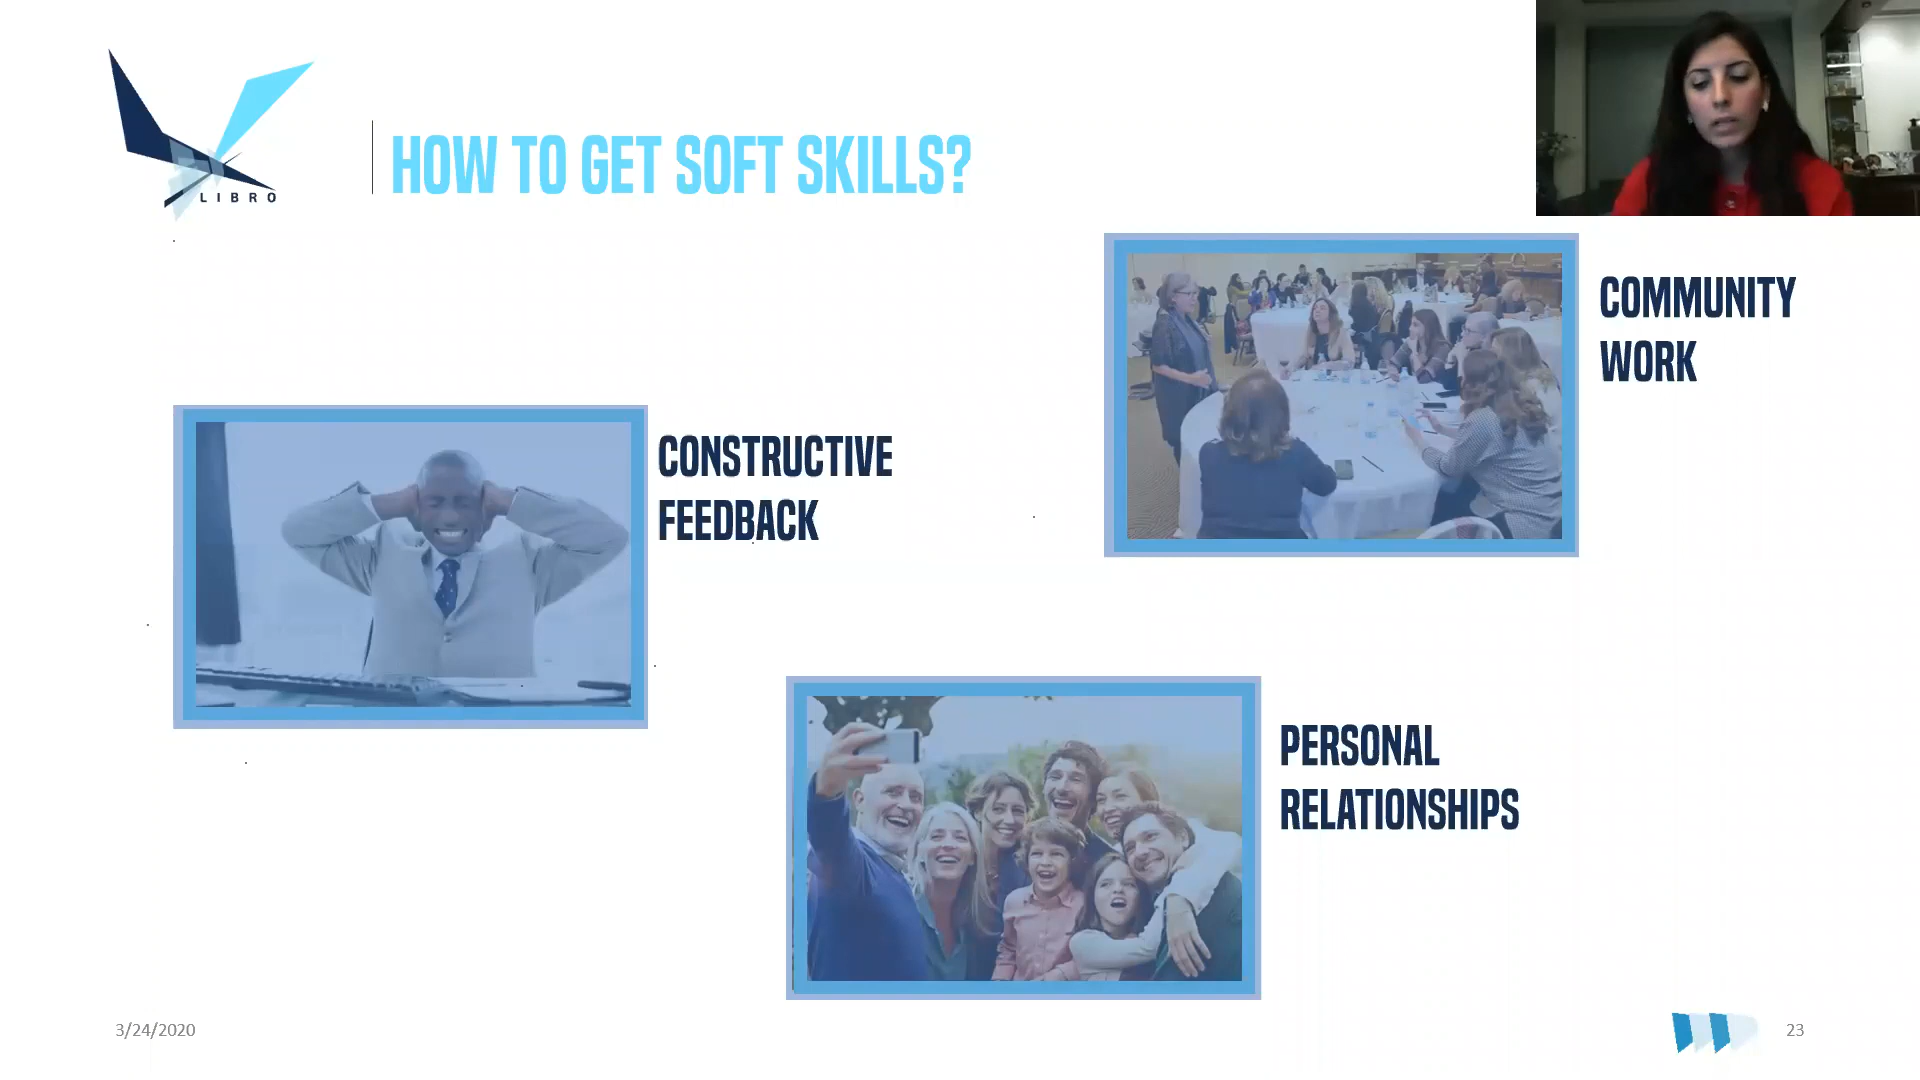 LIBRO
HOW TO GET SOFT SKILLS?
COMMUNITY
WORK
CONSTRUCTIVE
FEEDBACK
PERSONAL
RELATIONSHIPS
3/24/2020
23